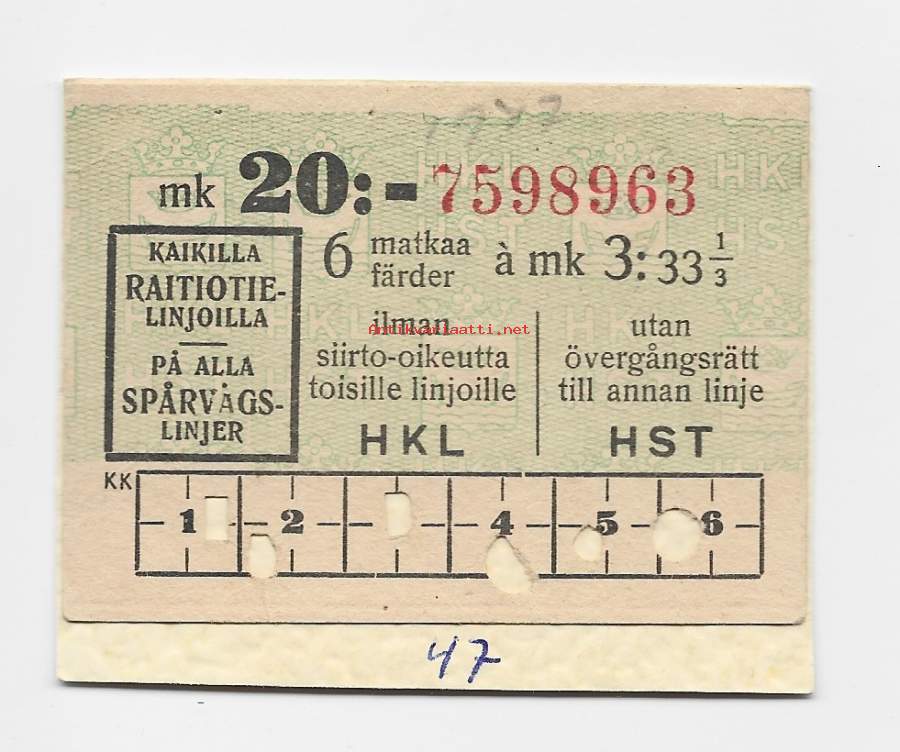 1947
mk 20:- 7598963
KAIKILLA
RAITIOTIE-
LINJOILLA
PÅ ALLA
SPÅRVÄGS-
LINJER
6 matkaa
färder
à mk 3:33 1/3
ilman
siirto-oikeutta
toisille linjoille
HKL
utan
övergångsrätt
till annan linje
HST
Antikvariaatti.net
KK
1 2 4 5 6
47